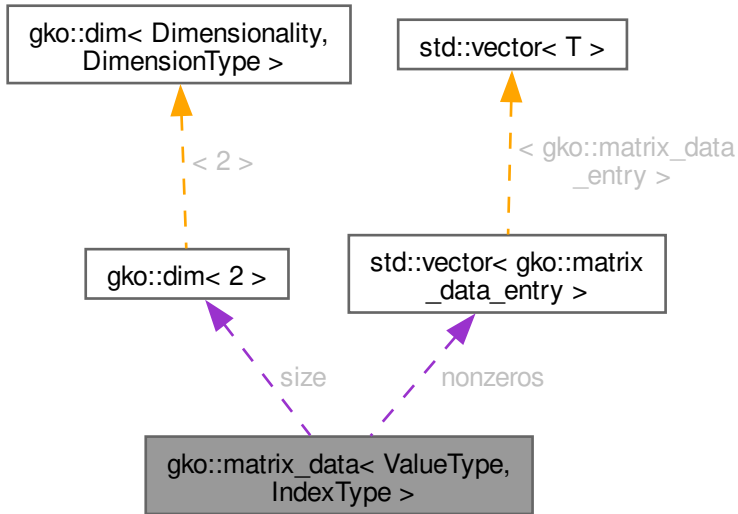 gko::dim< Dimensionality,
DimensionType >
std::vector< T >
< 2 >
< gko::matrix_data
_entry >
gko::dim< 2 >
std::vector< gko::matrix
_data_entry >
size
nonzeros
gko::matrix_data< ValueType,
IndexType >